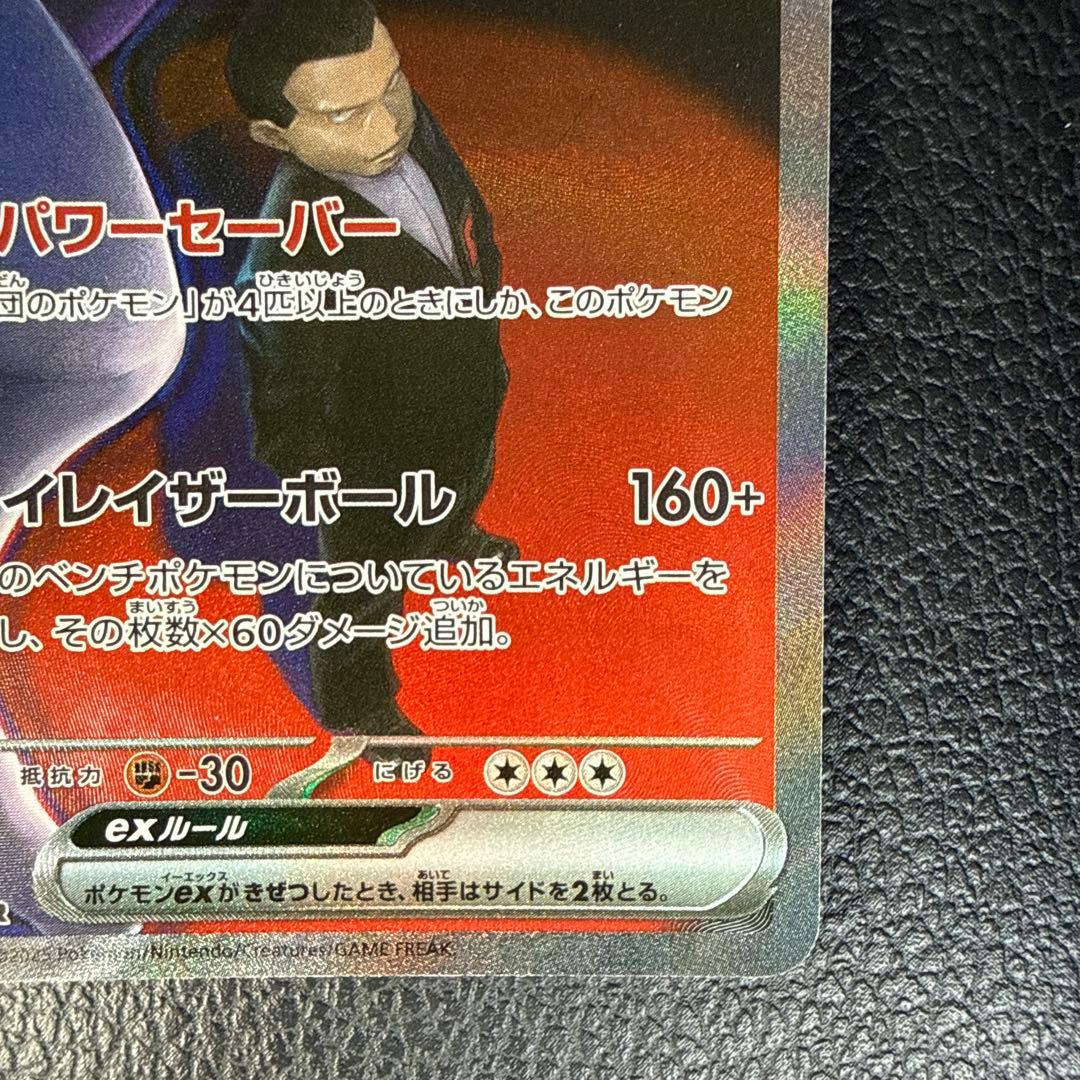 パワーセーバー
団のポケモン」が4匹以上のときにしか、このポケモン
イレイザーボール 160+
のベンチポケモンについているエネルギーを
し、その枚数×60ダメージ追加。
抵抗力 -30 にげる
exルール
ポケモンexがきぜつしたとき、相手はサイドを2枚とる。
©2025 Pokémon/Nintendo/Creatures/GAME FREAK.